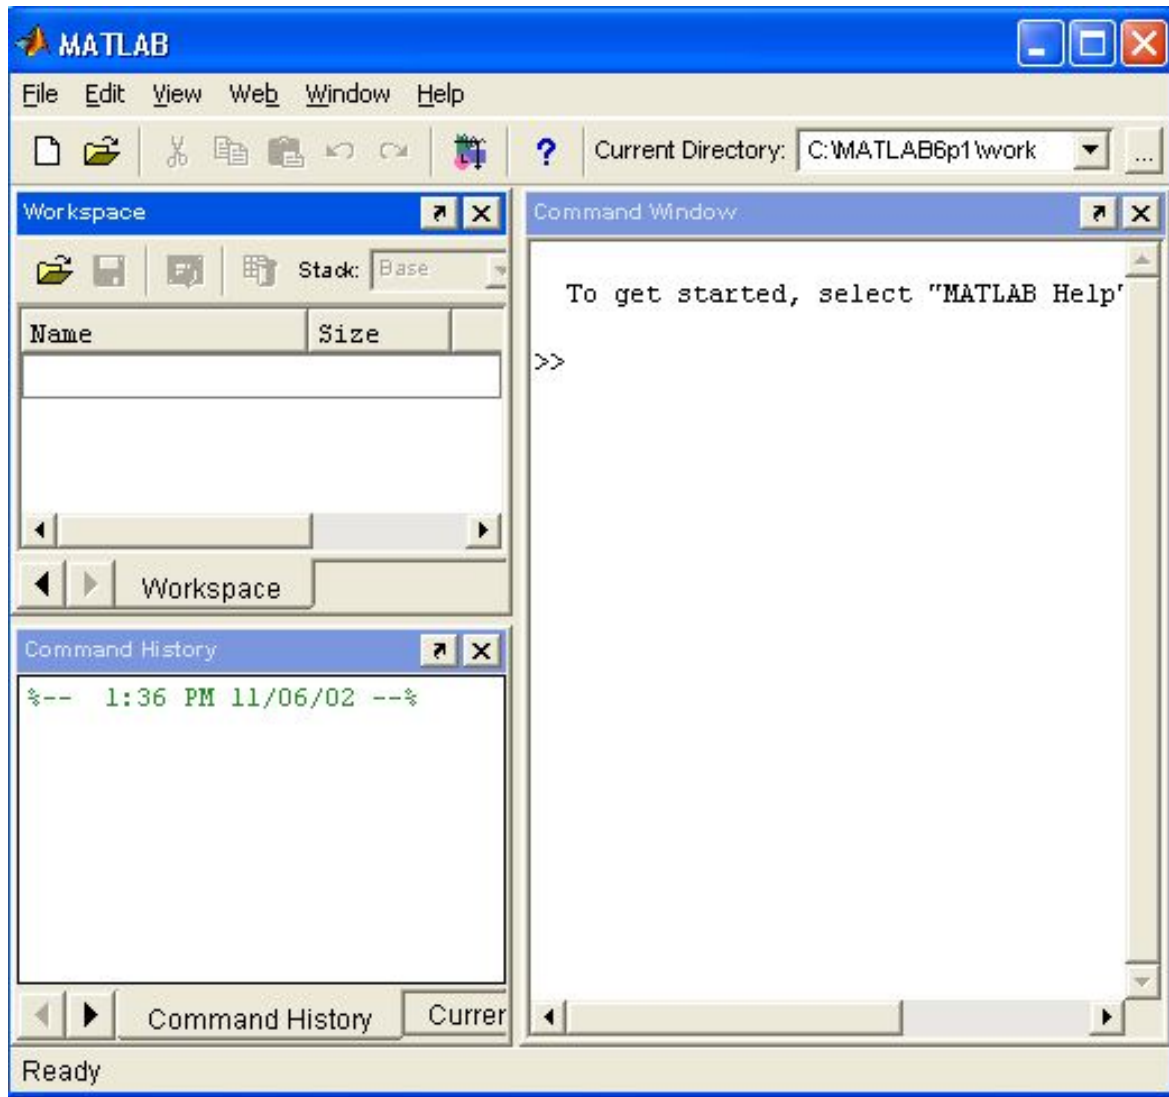 MATLAB
File Edit View Web Window Help
? Current Directory: C:\MATLAB6p1\work ...
Workspace
Stack: Base
Name Size
Workspace
Command History
%-- 1:36 PM 11/06/02 --%
Command History Currer
Command Window
To get started, select "MATLAB Help"
>>
Ready